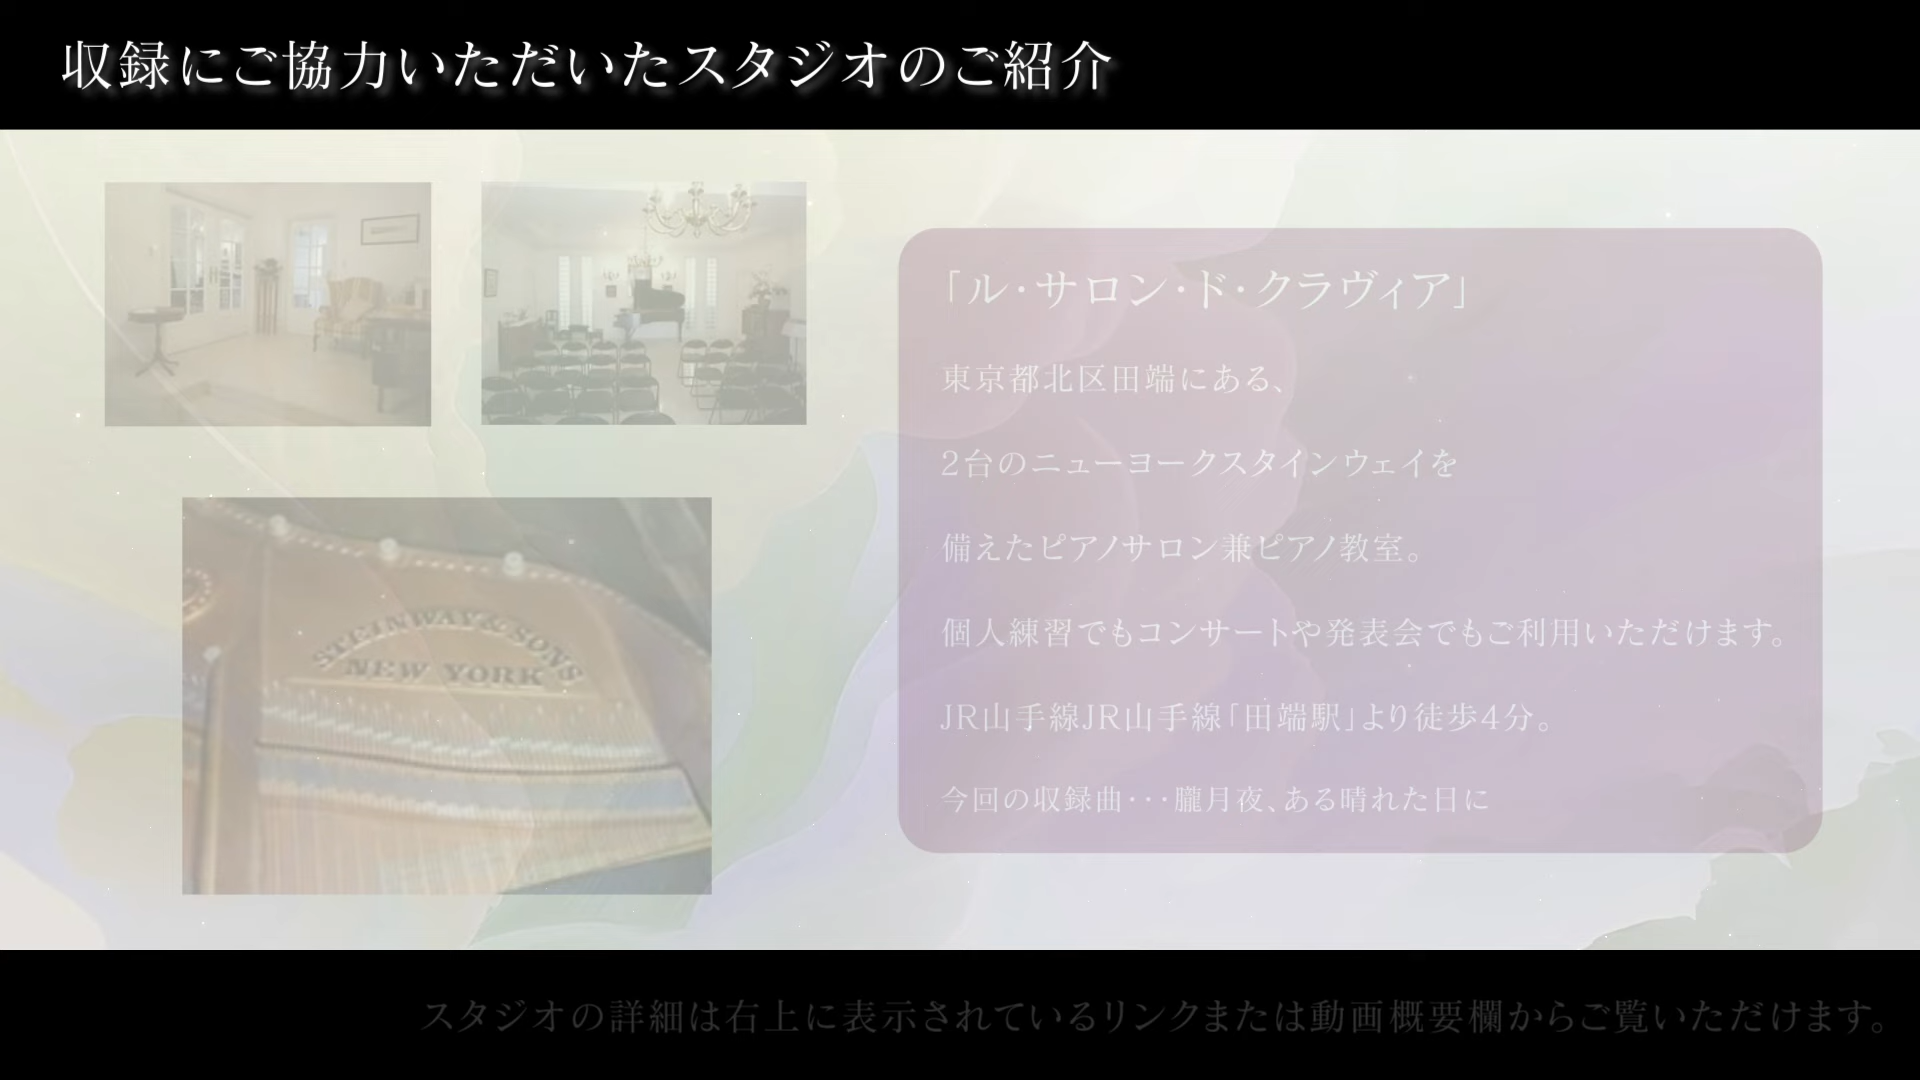 収録にご協力いただいたスタジオのご紹介
STEINWAY & SONS
NEW YORK
「ル・サロン・ド・クラヴィア」
東京都北区田端にある、
2台のニューヨークスタインウェイを
備えたピアノサロン兼ピアノ教室。
個人練習でもコンサートや発表会でもご利用いただけます。
JR山手線JR山手線「田端駅」より徒歩4分。
今回の収録曲・・・朧月夜、ある晴れた日に
スタジオの詳細は右上に表示されているリンクまたは動画概要欄からご覧いただけます。